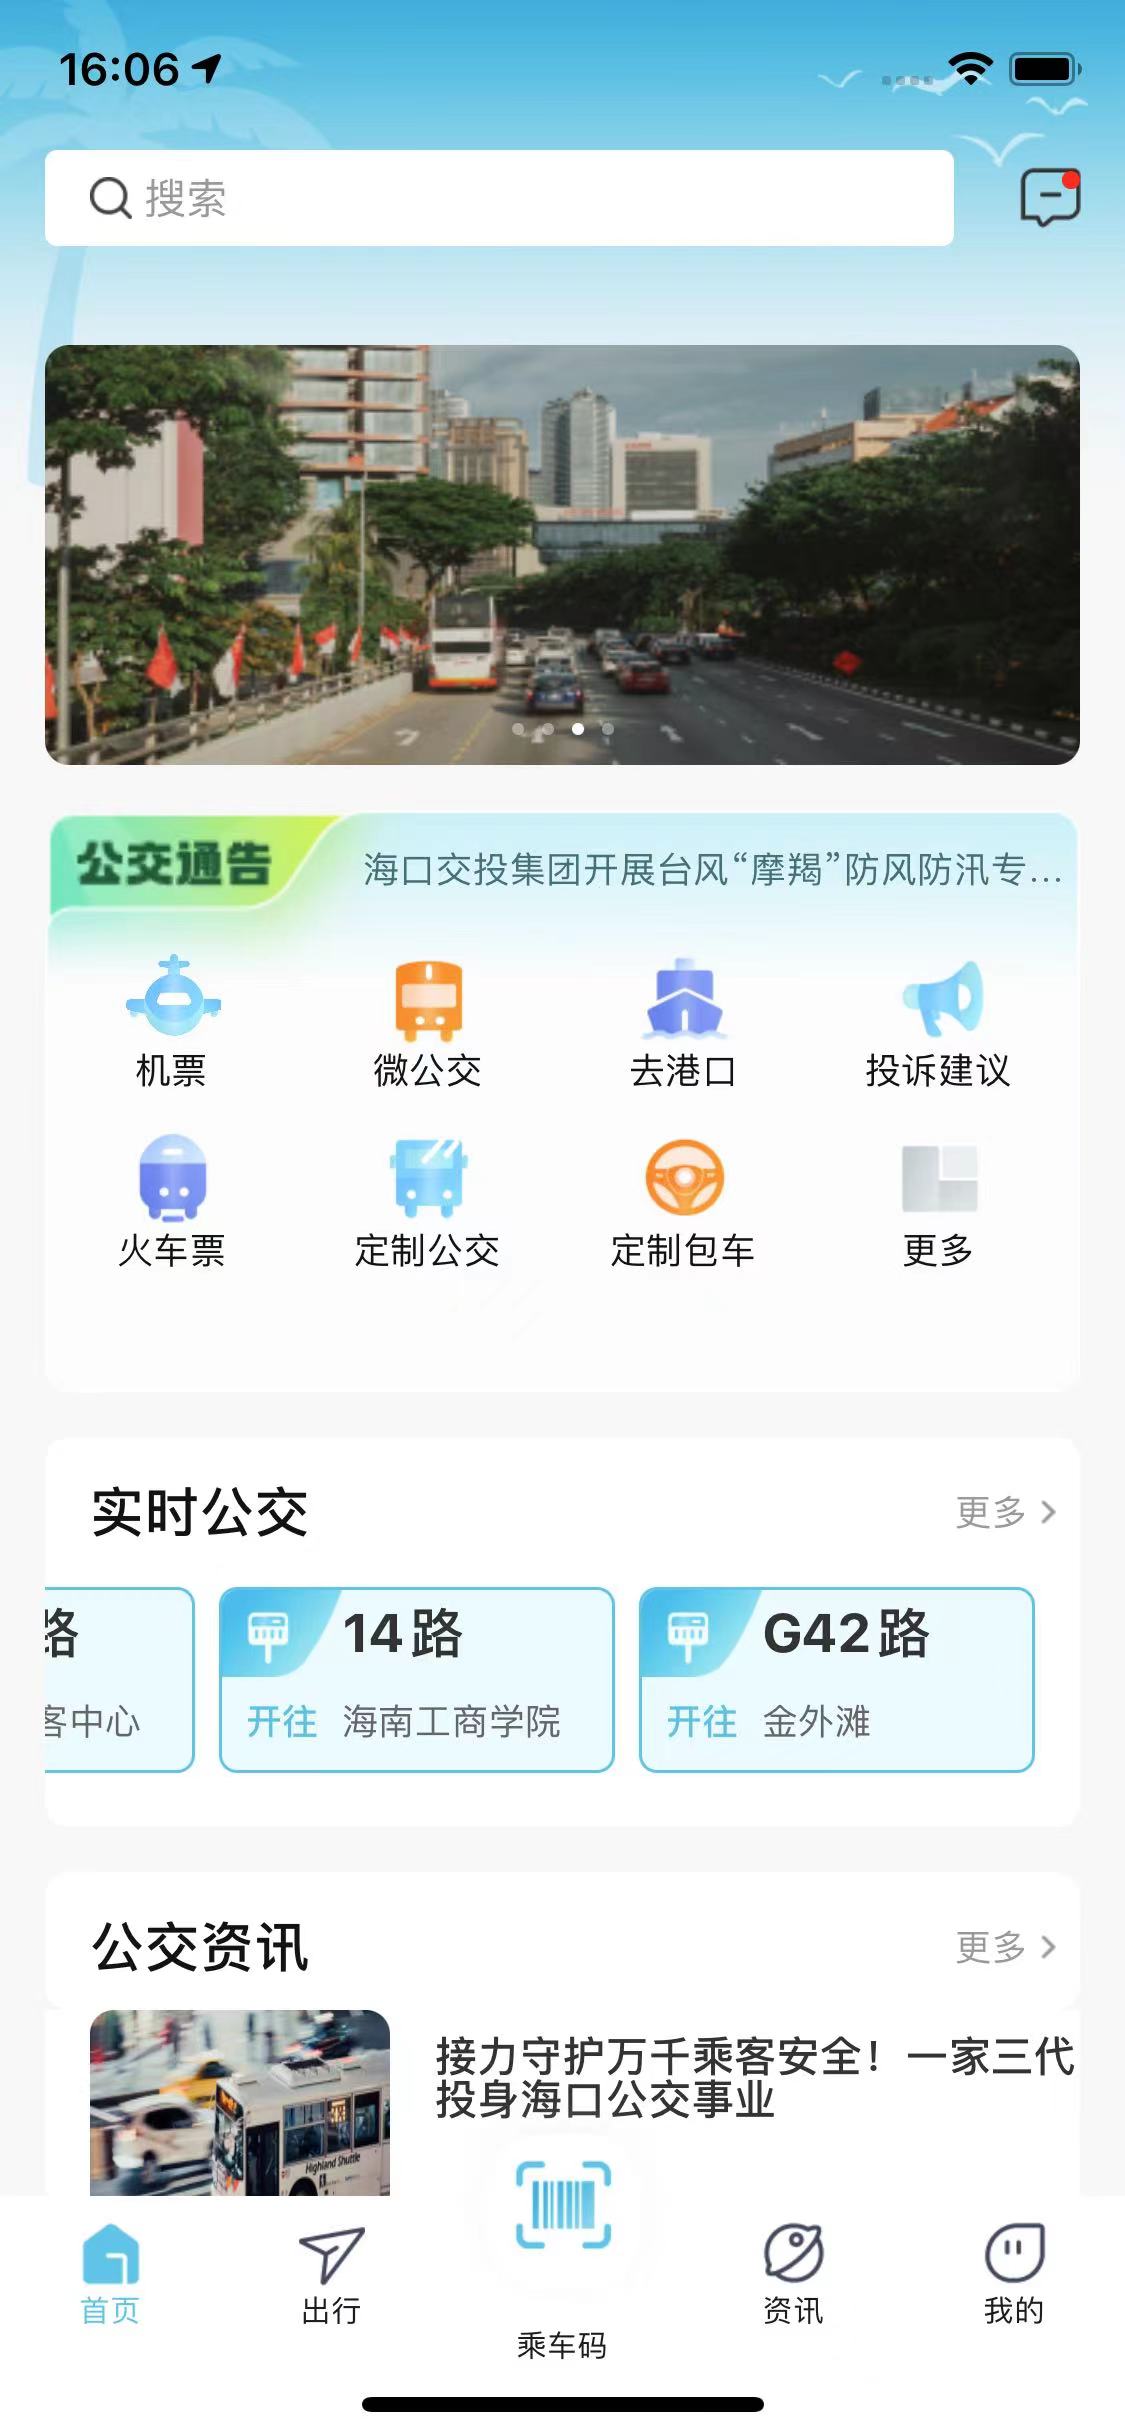 16:06
搜索
公交通告
海口交投集团开展台风“摩羯”防风防汛专...
机票
微公交
去港口
投诉建议
火车票
定制公交
定制包车
更多
实时公交
更多
路
客中心
14路
开往 海南工商学院
G42路
开往 金外滩
公交资讯
更多
接力守护万千乘客安全！一家三代
投身海口公交事业
Highland Shuttle
首页
出行
乘车码
资讯
我的